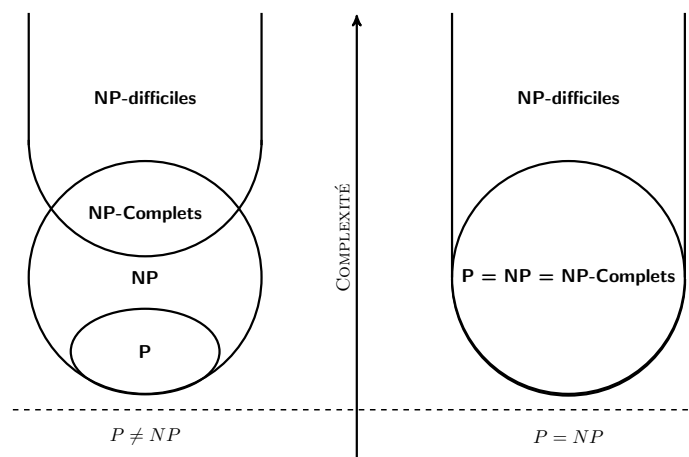 NP-difficiles
NP-Complets
NP
P
P ≠ NP
COMPLEXITÉ
NP-difficiles
P = NP = NP-Complets
P = NP